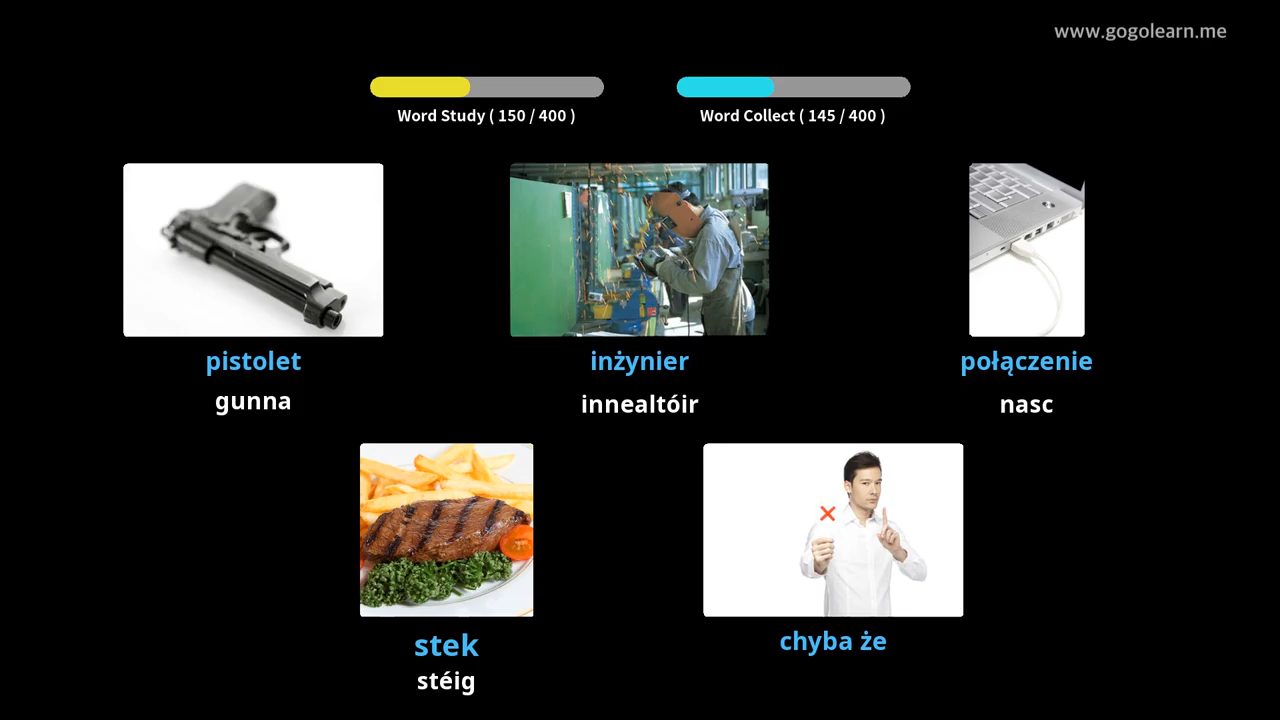 www.gogolearn.me
Word Study ( 150 / 400 )
Word Collect ( 145 / 400 )
pistolet
gunna
inżynier
innealtóir
połączenie
nasc
stek
stéig
chyba że